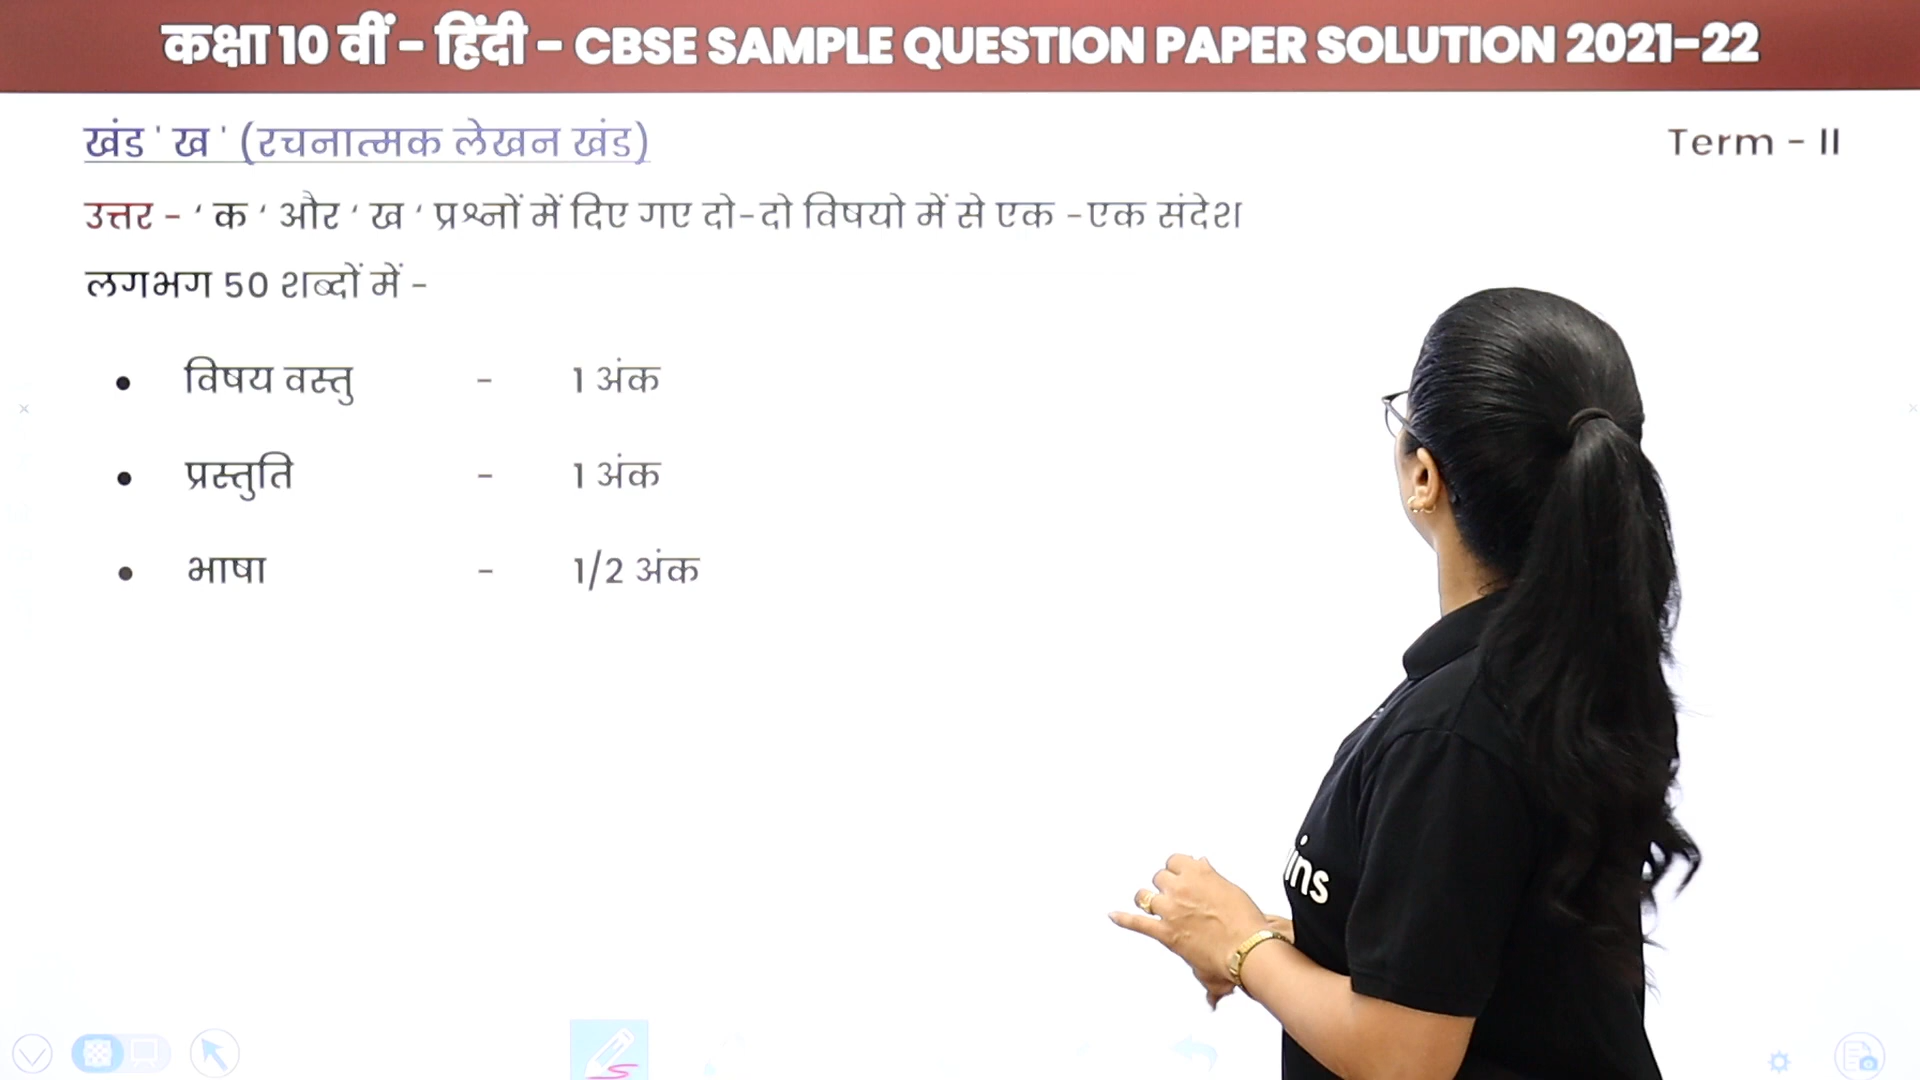 कक्षा 10 वीं - हिंदी - CBSE SAMPLE QUESTION PAPER SOLUTION 2021-22
खंड ' ख ' (रचनात्मक लेखन खंड)
Term - II
उत्तर - ‘ क ‘ और ‘ ख ‘ प्रश्नों में दिए गए दो-दो विषयो में से एक -एक संदेश
लगभग 50 शब्दों में -
• विषय वस्तु - 1 अंक
• प्रस्तुति - 1 अंक
• भाषा - 1/2 अंक